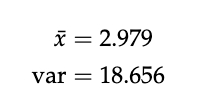 x̄ = 2.979
var = 18.656